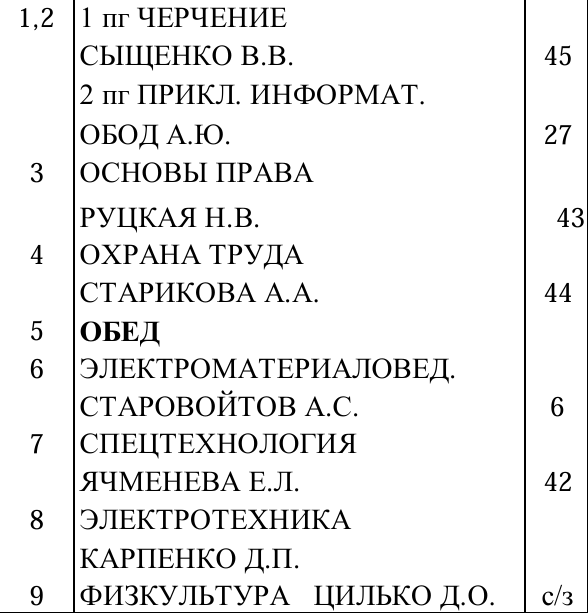 1,2 1 пг ЧЕРЧЕНИЕ
СЫЩЕНКО В.В. 45
2 пг ПРИКЛ. ИНФОРМАТ.
ОБОД А.Ю. 27
3 ОСНОВЫ ПРАВА
РУЦКАЯ Н.В. 43
4 ОХРАНА ТРУДА
СТАРИКОВА А.А. 44
5 ОБЕД
6 ЭЛЕКТРОМАТЕРИАЛОВЕД.
СТАРОВОЙТОВ А.С. 6
7 СПЕЦТЕХНОЛОГИЯ
ЯЧМЕНЕВА Е.Л. 42
8 ЭЛЕКТРОТЕХНИКА
КАРПЕНКО Д.П.
9 ФИЗКУЛЬТУРА ЦИЛЬКО Д.О. с/з